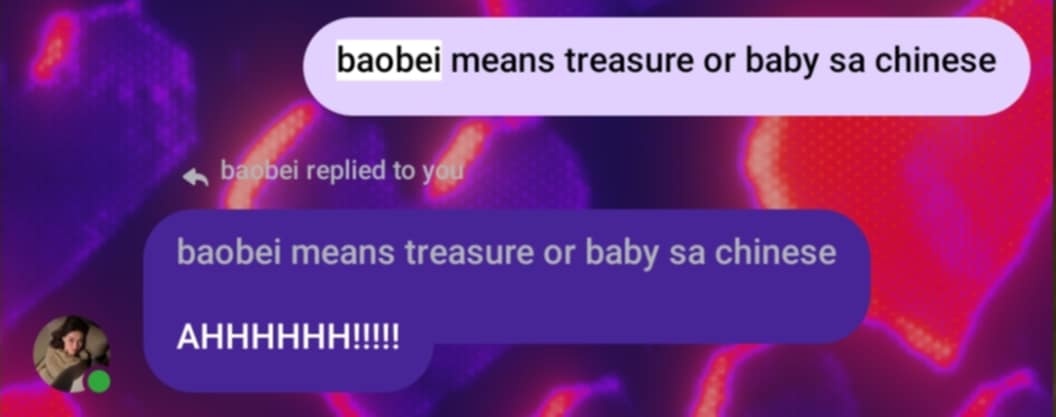 baobei means treasure or baby sa chinese
baobei replied to you
baobei means treasure or baby sa chinese
AHHHHHH!!!!!